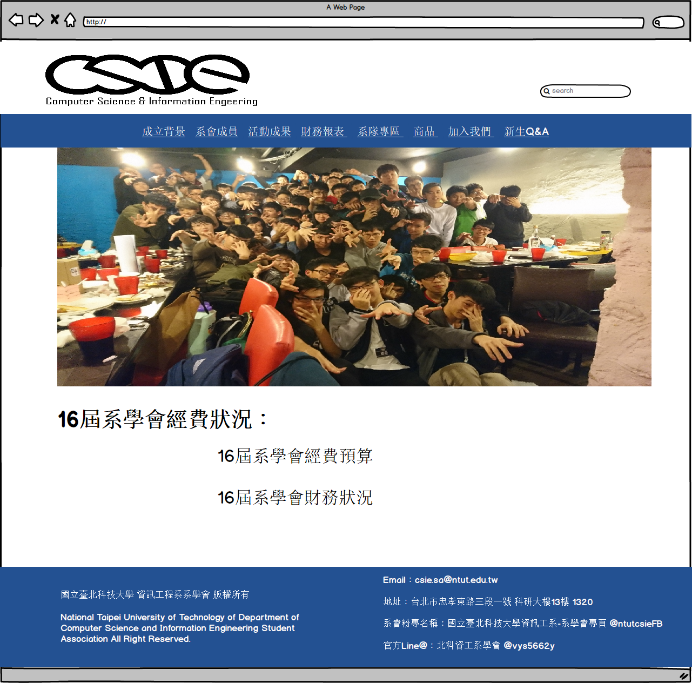 A Web Page
http://
CSIE
Computer Science & Information Engeering
search
成立背景 系會成員 活動成果 財務報表 系隊專區 商品 加入我們 新生Q&A
16屆系學會經費狀況：
16屆系學會經費預算
16屆系學會財務狀況
國立臺北科技大學 資訊工程系系學會 版權所有
National Taipei University of Technology of Department of
Computer Science and Information Engineering Student
Association All Right Reserved.
Email：csie.sa@ntut.edu.tw
地址：台北市忠孝東路三段一號 科研大樓13樓 1320
系會粉專名稱：國立臺北科技大學資訊工系-系學會專頁 @ntutcsieFB
官方Line@：北科資工系學會 @vys5662y